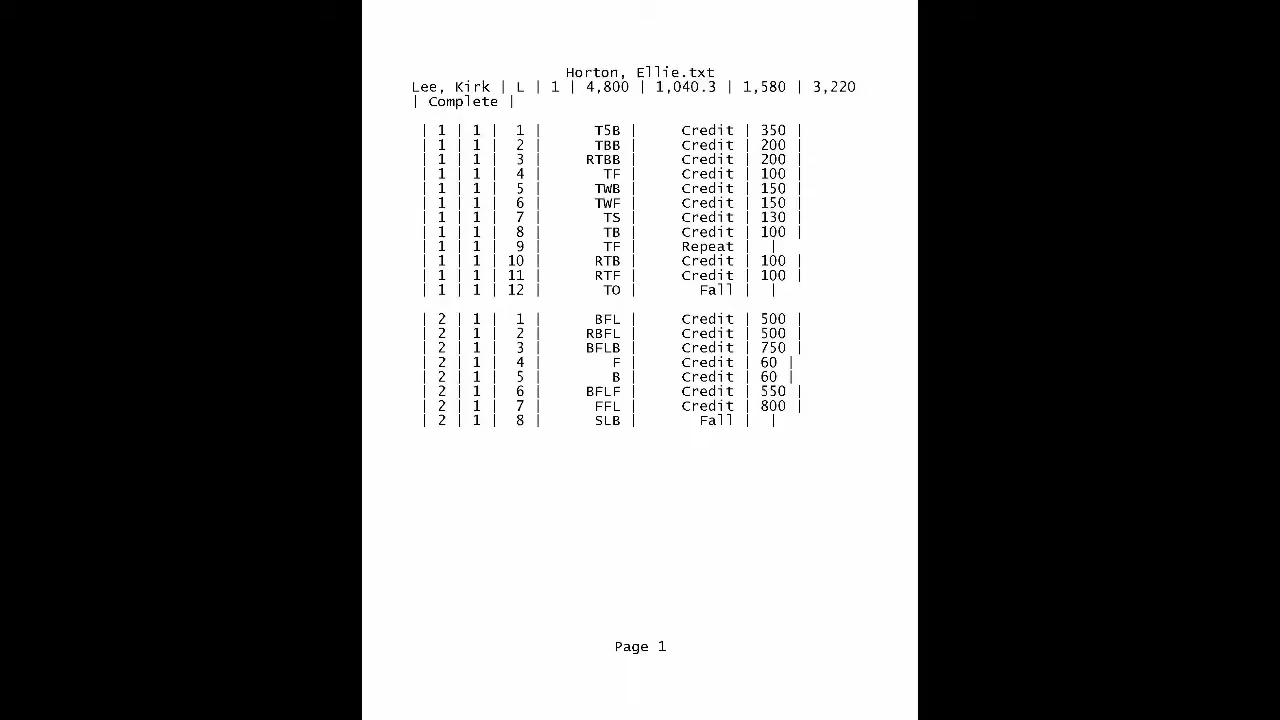 Horton, Ellie.txt
Lee, Kirk | L | 1 | 4,800 | 1,040.3 | 1,580 | 3,220
| Complete |
| 1 | 1 | 1 | T5B | Credit | 350 |
| 1 | 1 | 2 | TBB | Credit | 200 |
| 1 | 1 | 3 | RTBB | Credit | 200 |
| 1 | 1 | 4 | TF | Credit | 100 |
| 1 | 1 | 5 | TWB | Credit | 150 |
| 1 | 1 | 6 | TWF | Credit | 150 |
| 1 | 1 | 7 | TS | Credit | 130 |
| 1 | 1 | 8 | TB | Credit | 100 |
| 1 | 1 | 9 | TF | Repeat | |
| 1 | 1 | 10 | RTB | Credit | 100 |
| 1 | 1 | 11 | RTF | Credit | 100 |
| 1 | 1 | 12 | TO | Fall | |
| 2 | 1 | 1 | BFL | Credit | 500 |
| 2 | 1 | 2 | RBFL | Credit | 500 |
| 2 | 1 | 3 | BFLB | Credit | 750 |
| 2 | 1 | 4 | F | Credit | 60 |
| 2 | 1 | 5 | B | Credit | 60 |
| 2 | 1 | 6 | BFLF | Credit | 550 |
| 2 | 1 | 7 | FFL | Credit | 800 |
| 2 | 1 | 8 | SLB | Fall | |
Page 1